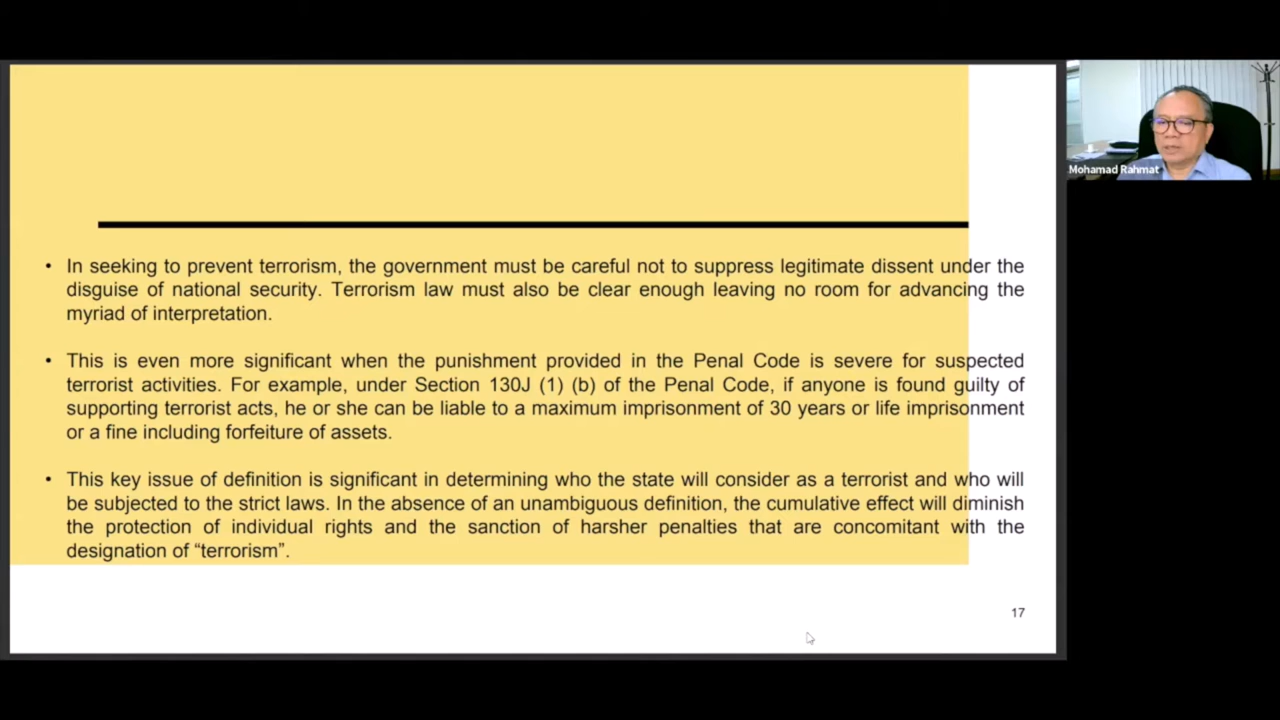 • In seeking to prevent terrorism, the government must be careful not to suppress legitimate dissent under the
disguise of national security. Terrorism law must also be clear enough leaving no room for advancing the
myriad of interpretation.
• This is even more significant when the punishment provided in the Penal Code is severe for suspected
terrorist activities. For example, under Section 130J (1) (b) of the Penal Code, if anyone is found guilty of
supporting terrorist acts, he or she can be liable to a maximum imprisonment of 30 years or life imprisonment
or a fine including forfeiture of assets.
• This key issue of definition is significant in determining who the state will consider as a terrorist and who will
be subjected to the strict laws. In the absence of an unambiguous definition, the cumulative effect will diminish
the protection of individual rights and the sanction of harsher penalties that are concomitant with the
designation of “terrorism”.
17
Mohamad Rahmat